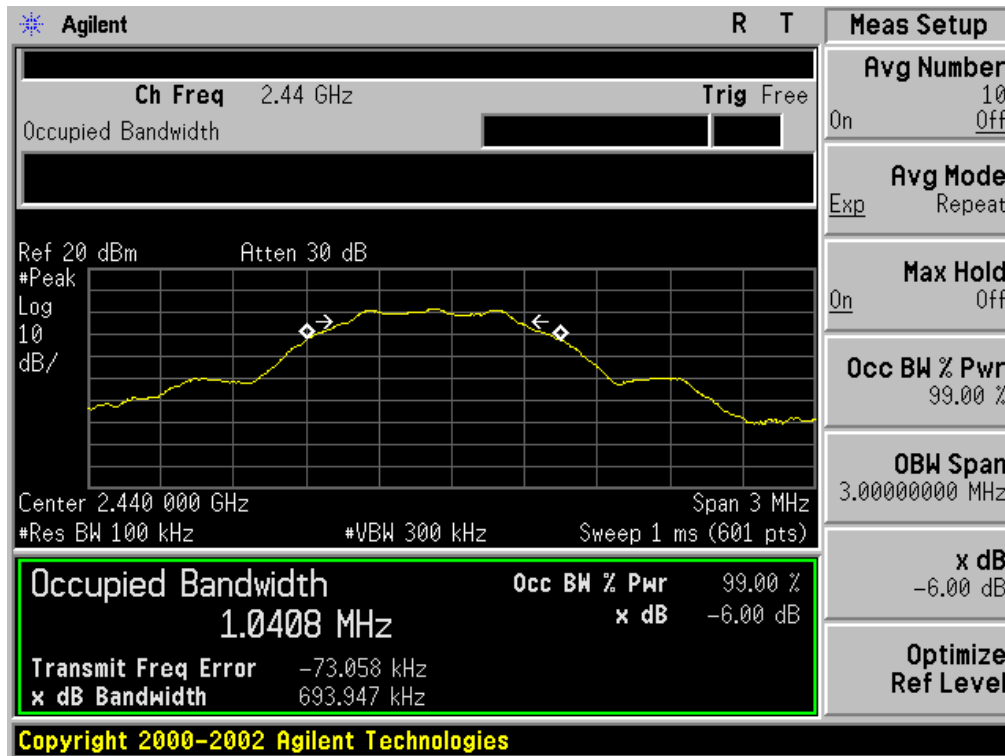 Agilent R T Meas Setup
Ch Freq 2.44 GHz Trig Free
Occupied Bandwidth
Ref 20 dBm Atten 30 dB
#Peak
Log
10
dB/
Center 2.440 000 GHz Span 3 MHz
#Res BW 100 kHz #VBW 300 kHz Sweep 1 ms (601 pts)
Occupied Bandwidth Occ BW % Pwr 99.00 %
1.0408 MHz x dB -6.00 dB
Transmit Freq Error -73.058 kHz
x dB Bandwidth 693.947 kHz
Avg Number
10
On Off
Avg Mode
Exp Repeat
Max Hold
On Off
Occ BW % Pwr
99.00 %
OBW Span
3.00000000 MHz
x dB
-6.00 dB
Optimize
Ref Level
Copyright 2000-2002 Agilent Technologies